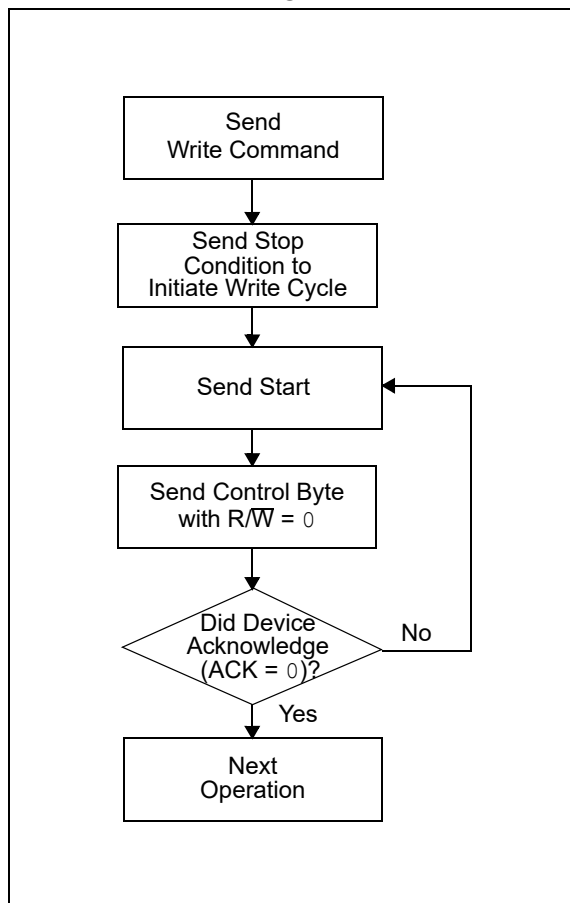 Send
Write Command
Send Stop
Condition to
Initiate Write Cycle
Send Start
Send Control Byte
with R/W̅ = 0
Did Device
Acknowledge
(ACK = 0)?
No
Yes
Next
Operation